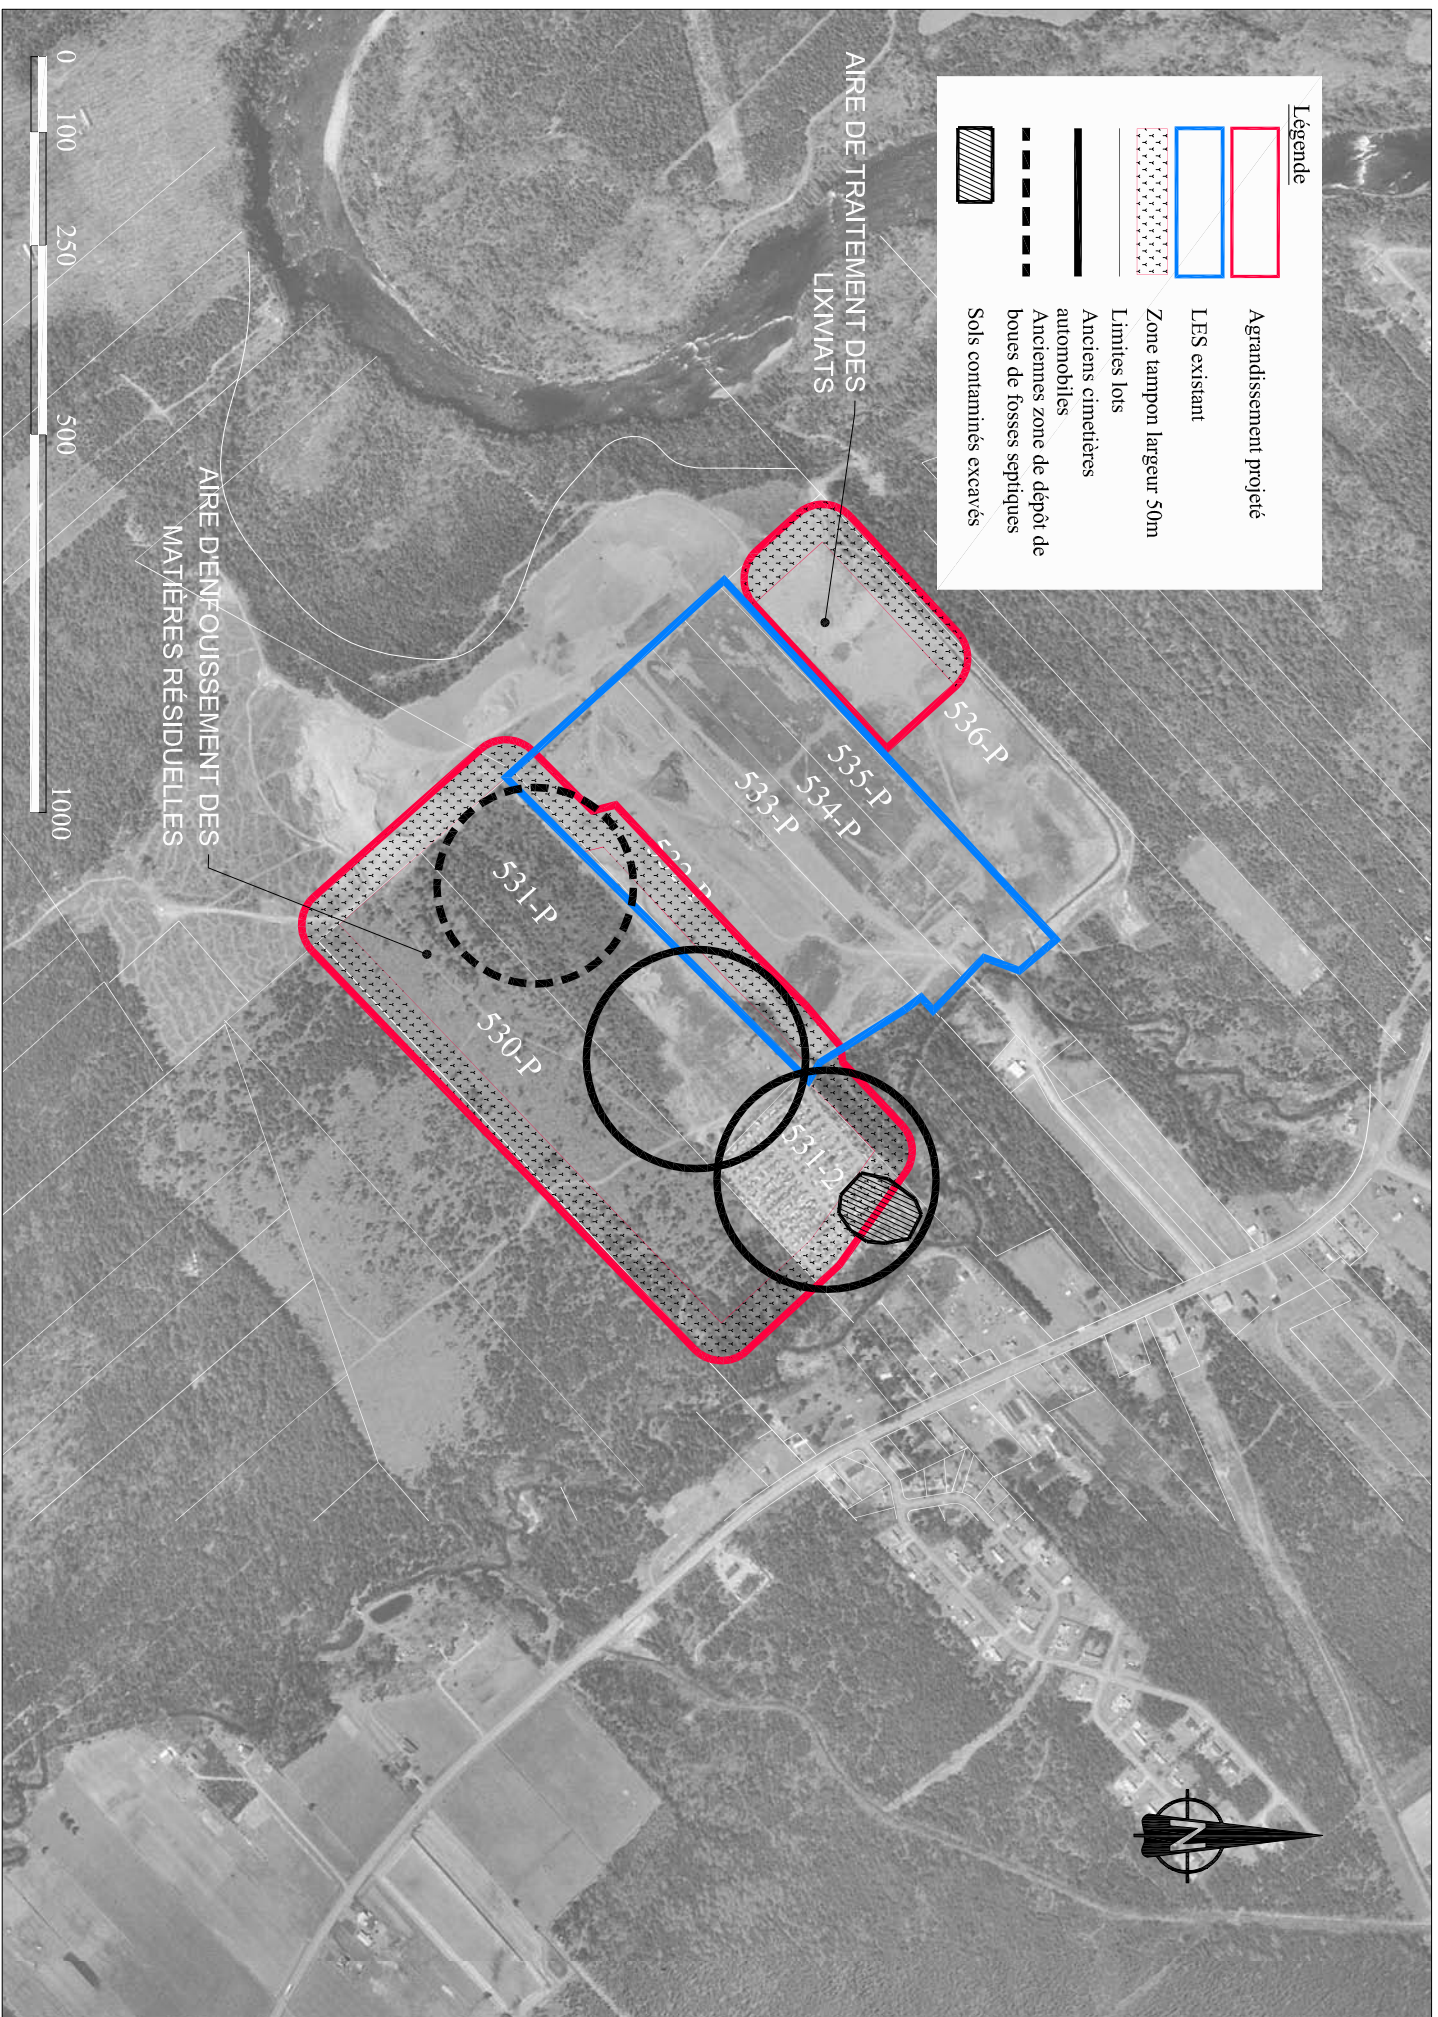 Légende
Agrandissement projeté
LES existant
Zone tampon largeur 50m
Limites lots
Anciens cimetières
automobiles
Anciennes zone de dépôt de
boues de fosses septiques
Sols contaminés excavés
AIRE DE TRAITEMENT DES
LIXIVIATS
536-P
535-P
534-P
533-P
531-P
530-P
531-2
AIRE D'ENFOUISSEMENT DES
MATIÈRES RÉSIDUELLES
0 100 250 500 1000
N